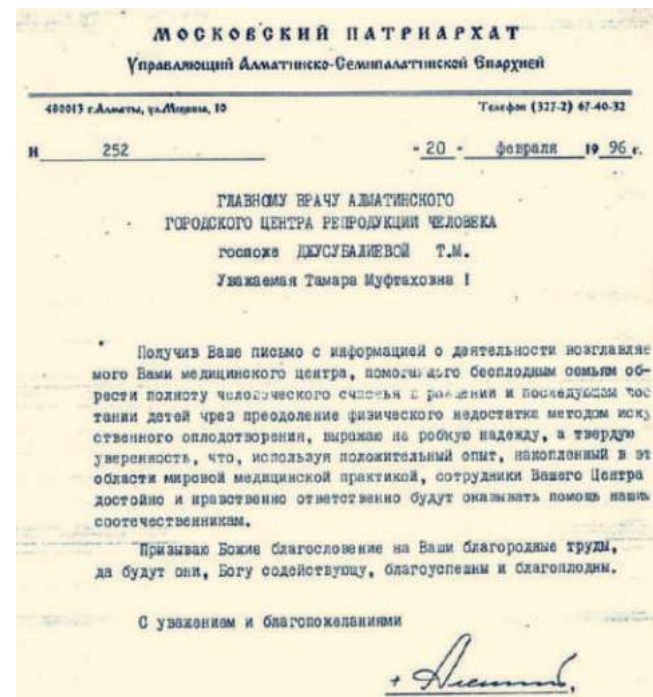 МОСКОВСКИЙ ПАТРИАРХАТ
Управляющий Алматинско-Семипалатинской Епархией
480013 г.Алматы, ул.Минина, 10 Телефон (327-2) 67-40-32
N 252 "20" февраля 1996 г.
ГЛАВНОМУ ВРАЧУ АЛМАТИНСКОГО
ГОРОДСКОГО ЦЕНТРА РЕПРОДУКЦИИ ЧЕЛОВЕКА
госпоже ДЖУСУБАЛИЕВОЙ Т.М.
Уважаемая Тамара Муфтаховна !
Получив Ваше письмо с информацией о деятельности возглавляе
мого Вами медицинского центра, помогающего бесплодным семьям об-
рести полноту человеческого счастья в рождении и последующем вос
тании детей чрез преодоление физического недостатка методом иску
ственного оплодотворения, выражаю не робкую надежду, а твердую
уверенность, что, используя положительный опыт, накопленный в эт
области мировой медицинской практикой, сотрудники Вашего Центра
достойно и нравственно ответственно будут оказывать помощь нашим
соотечественникам.
Призываю Божие благословение на Ваши благородные труды,
да будут они, Богу содействующу, благоуспешны и благоплодны.
С уважением и благопожеланиями